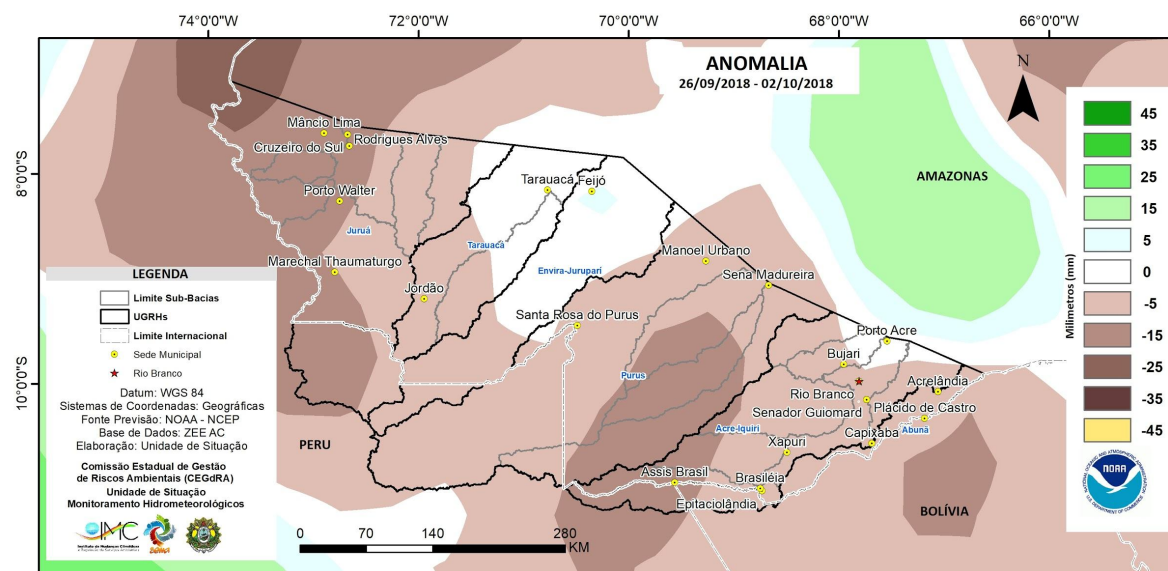 74°0'0"W
72°0'0"W
70°0'0"W
68°0'0"W
66°0'0"W
ANOMALIA
26/09/2018 - 02/10/2018
N
8°0'0"S
10°0'0"S
Mâncio Lima
Rodrigues Alves
Cruzeiro do Sul
Porto Walter
Juruá
Marechal Thaumaturgo
Jordão
Tarauacá
Feijó
Tarauacá
Envira-Jurupari
Manoel Urbano
Sena Madureira
Santa Rosa do Purus
Purus
Porto Acre
Bujari
Rio Branco
Acrelândia
Senador Guiomard
Plácido de Castro
Acre-Iquiri
Abunã
Capixaba
Xapuri
Assis Brasil
Brasiléia
Epitaciolândia
AMAZONAS
PERU
BOLÍVIA
LEGENDA
Limite Sub-Bacias
UGRHs
Limite Internacional
Sede Municipal
Rio Branco
Datum: WGS 84
Sistemas de Coordenadas: Geográficas
Fonte Previsão: NOAA - NCEP
Base de Dados: ZEE AC
Elaboração: Unidade de Situação
Comissão Estadual de Gestão
de Riscos Ambientais (CEGdRA)
Unidade de Situação
Monitoramento Hidrometeorológicos
IMC
SEMA
0
70
140
280
KM
Milímetros (mm)
45
35
25
15
5
0
-5
-15
-25
-35
-45
NOAA